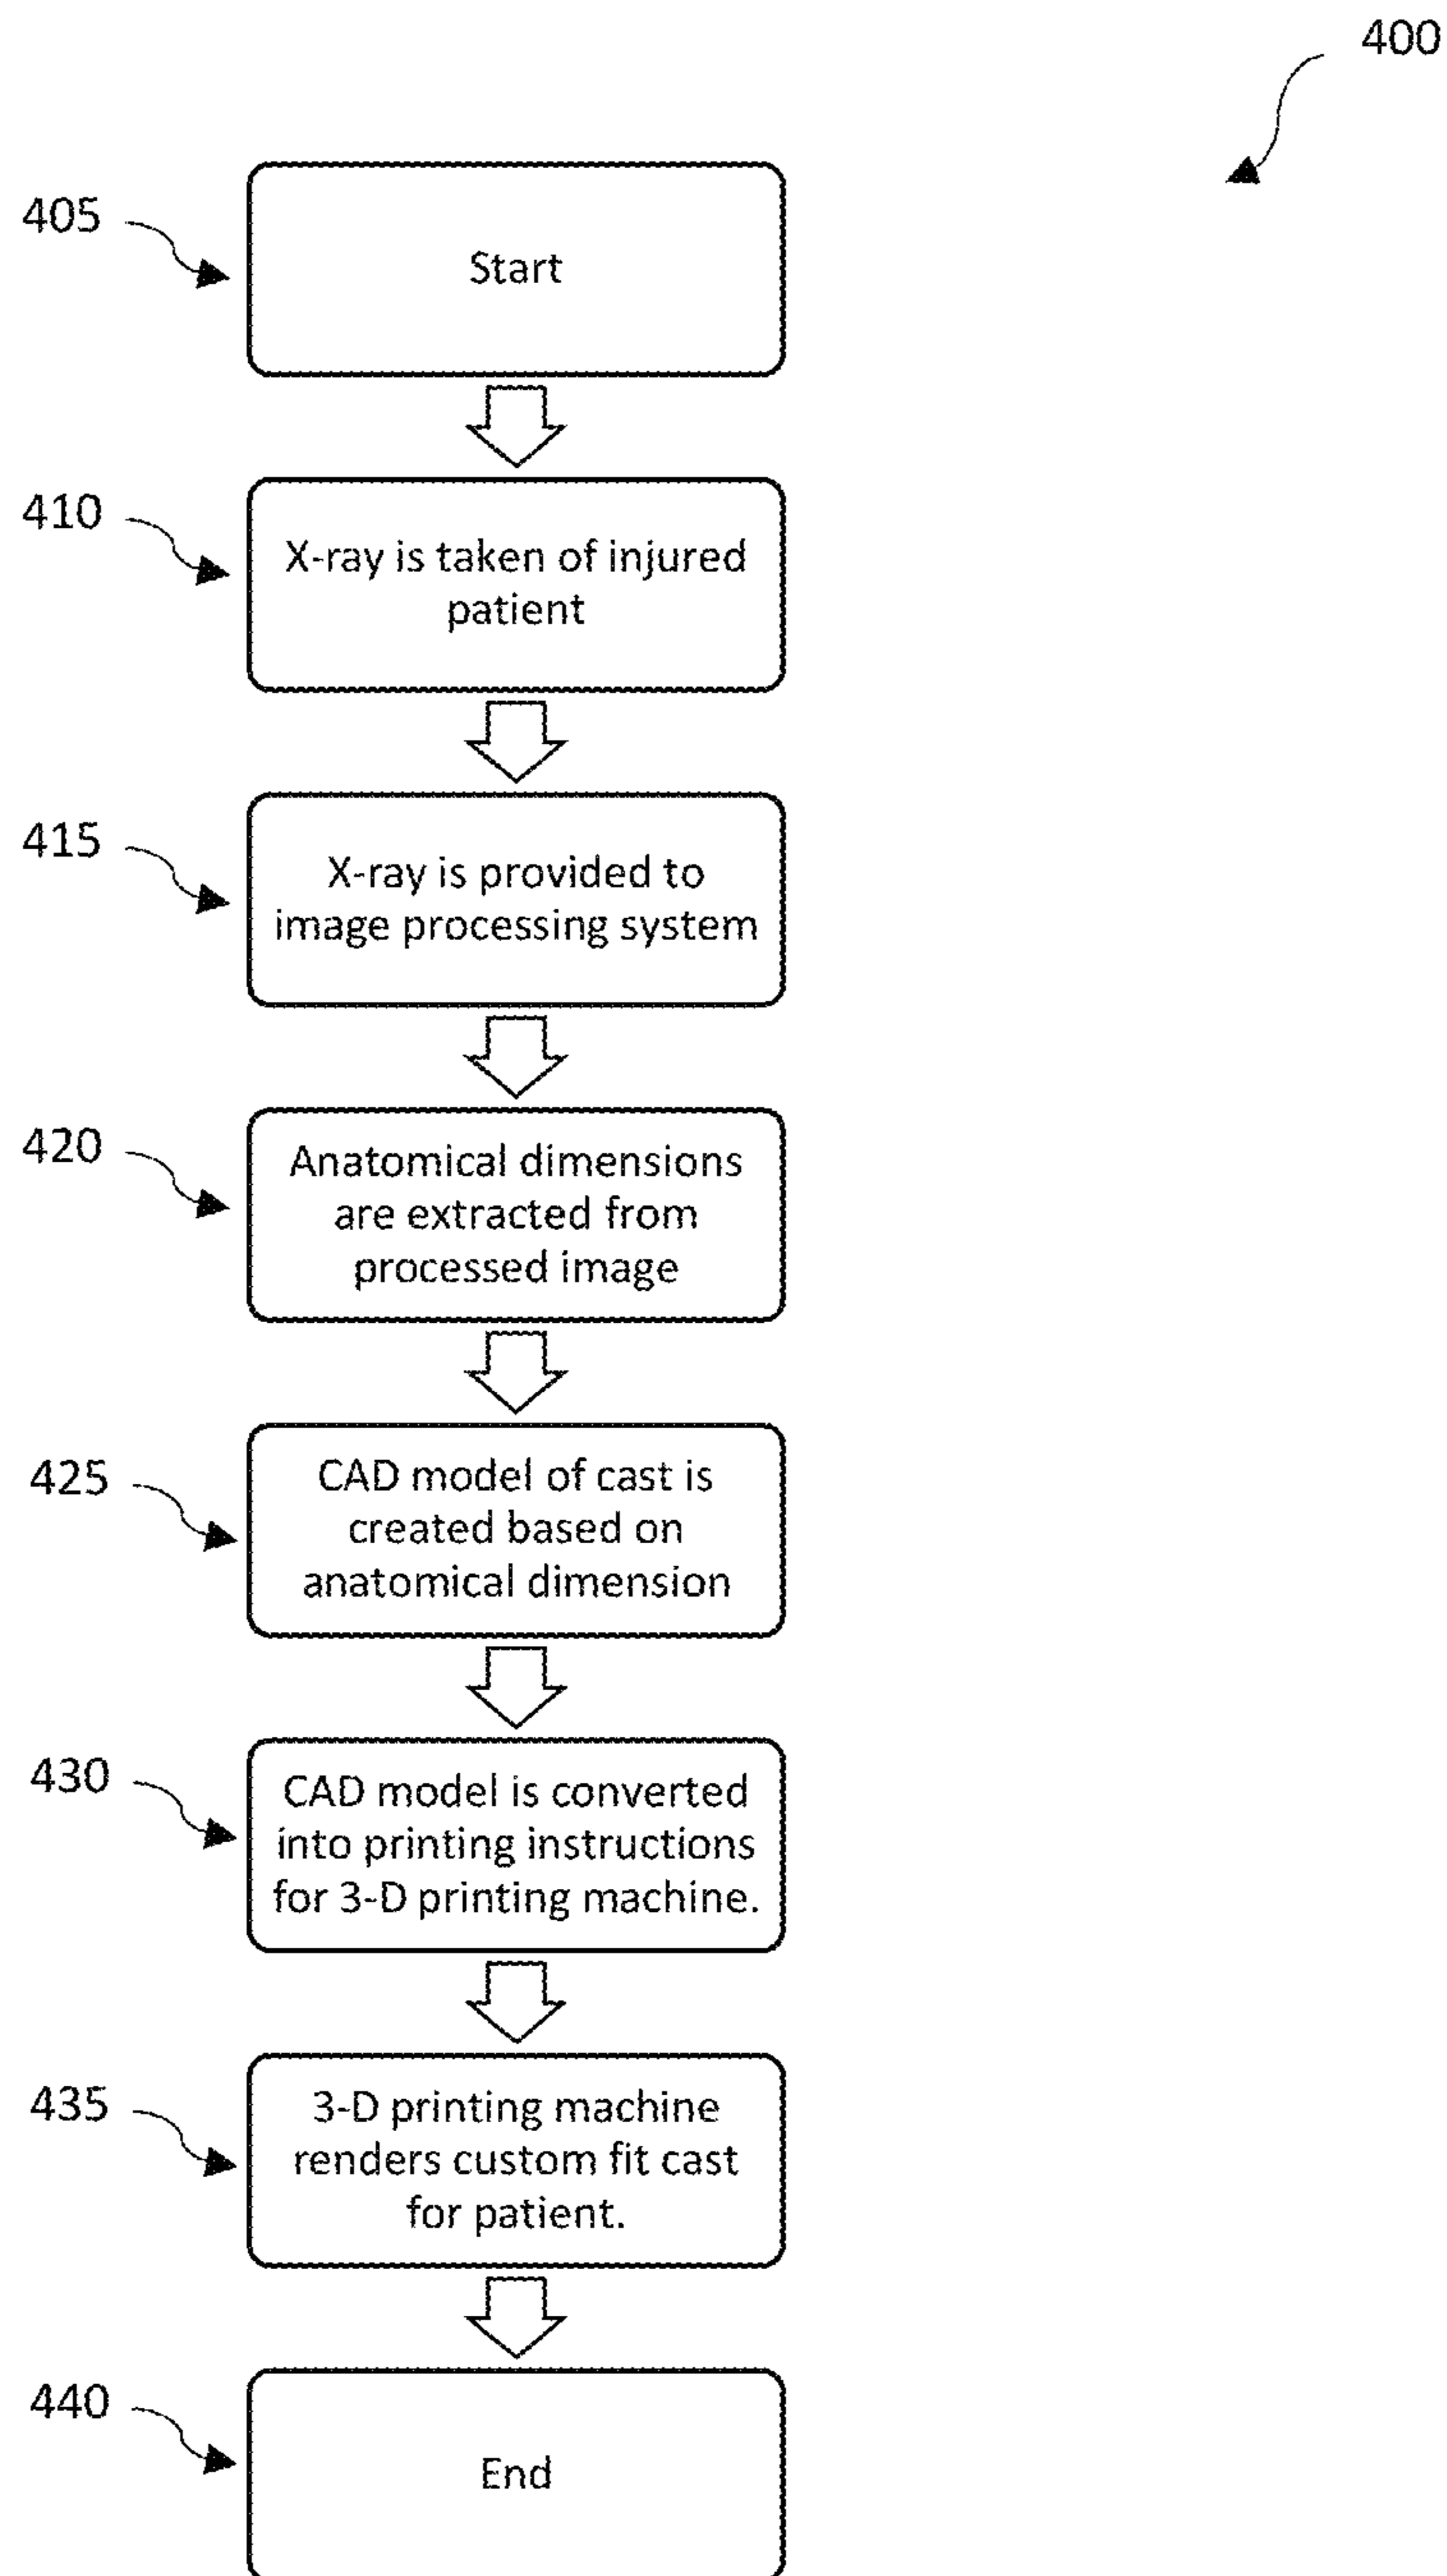 400
405
Start
410
X-ray is taken of injured
patient
415
X-ray is provided to
image processing system
420
Anatomical dimensions
are extracted from
processed image
425
CAD model of cast is
created based on
anatomical dimension
430
CAD model is converted
into printing instructions
for 3-D printing machine.
435
3-D printing machine
renders custom fit cast
for patient.
440
End